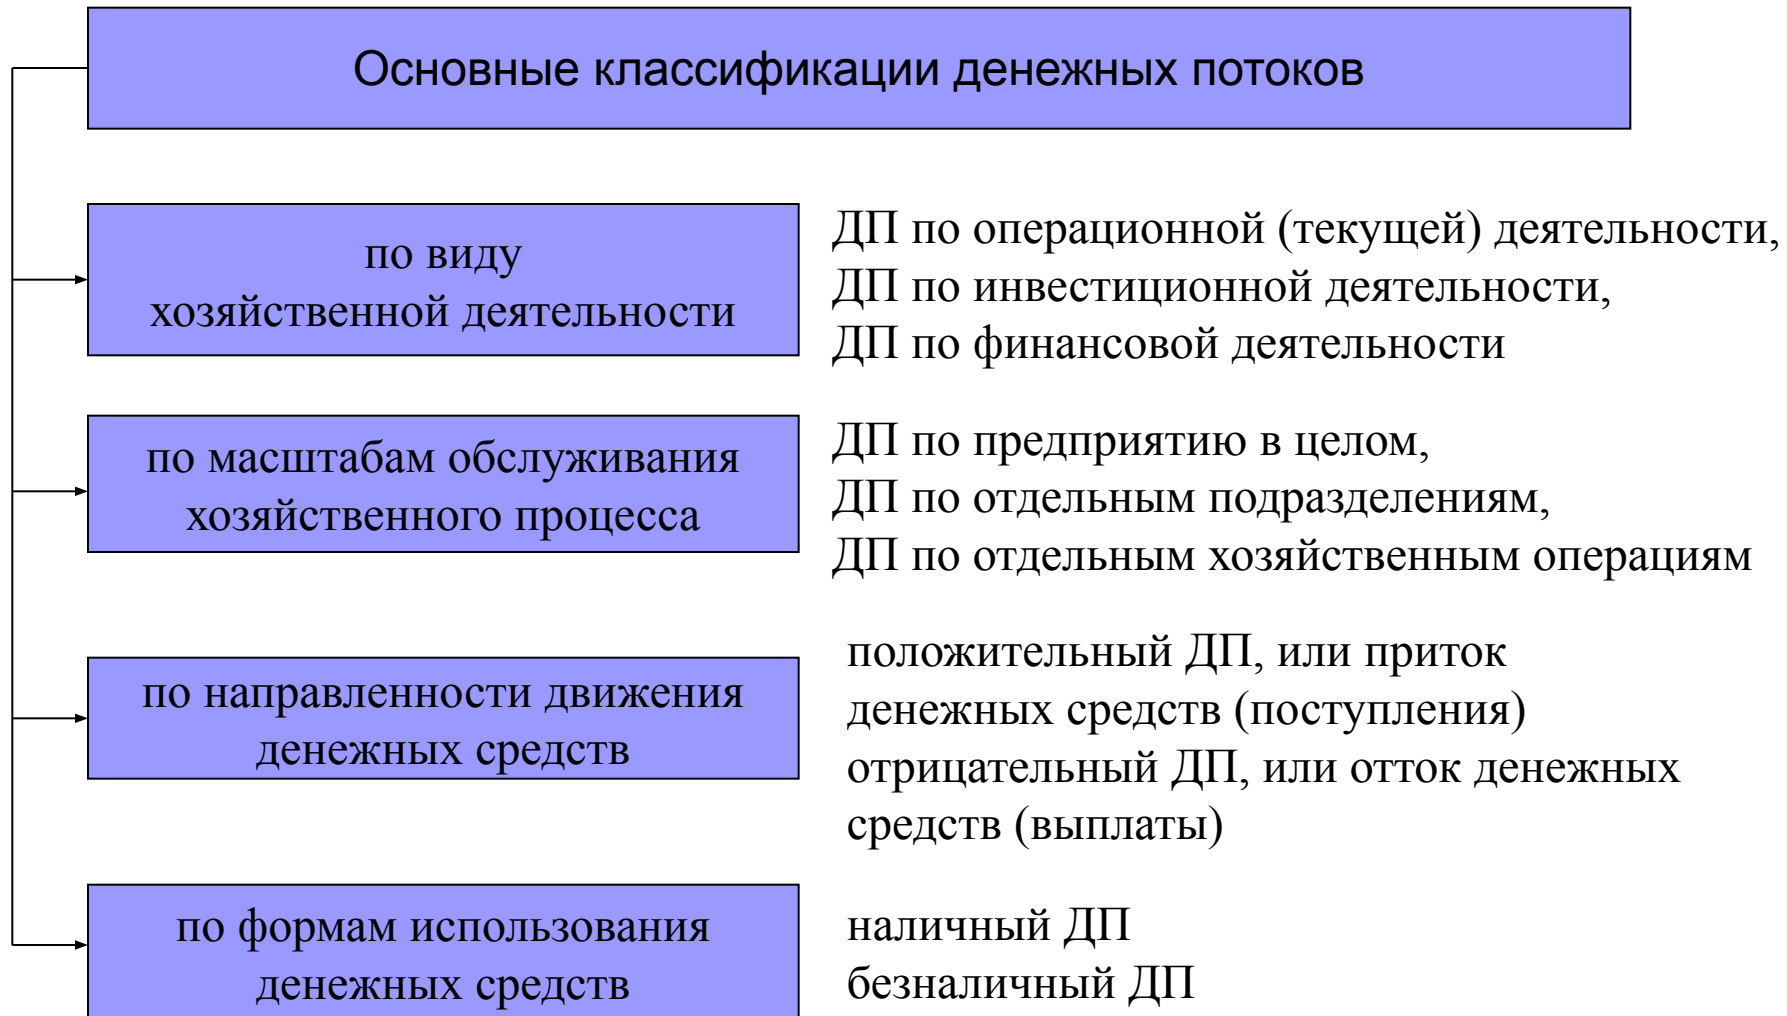 Основные классификации денежных потоков
по виду
хозяйственной деятельности
ДП по операционной (текущей) деятельности,
ДП по инвестиционной деятельности,
ДП по финансовой деятельности
по масштабам обслуживания
хозяйственного процесса
ДП по предприятию в целом,
ДП по отдельным подразделениям,
ДП по отдельным хозяйственным операциям
по направленности движения
денежных средств
положительный ДП, или приток
денежных средств (поступления)
отрицательный ДП, или отток денежных
средств (выплаты)
по формам использования
денежных средств
наличный ДП
безналичный ДП